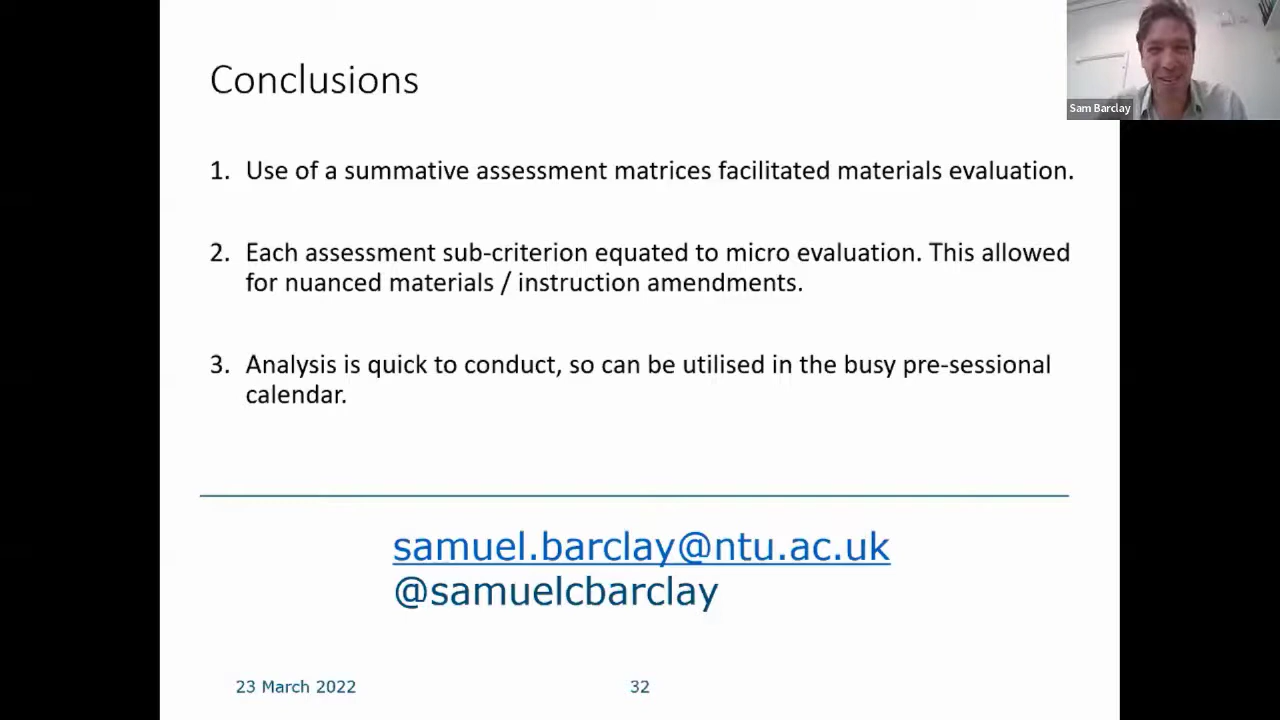 Conclusions
Sam Barclay
1. Use of a summative assessment matrices facilitated materials evaluation.
2. Each assessment sub-criterion equated to micro evaluation. This allowed
for nuanced materials / instruction amendments.
3. Analysis is quick to conduct, so can be utilised in the busy pre-sessional
calendar.
samuel.barclay@ntu.ac.uk
@samuelcbarclay
23 March 2022
32